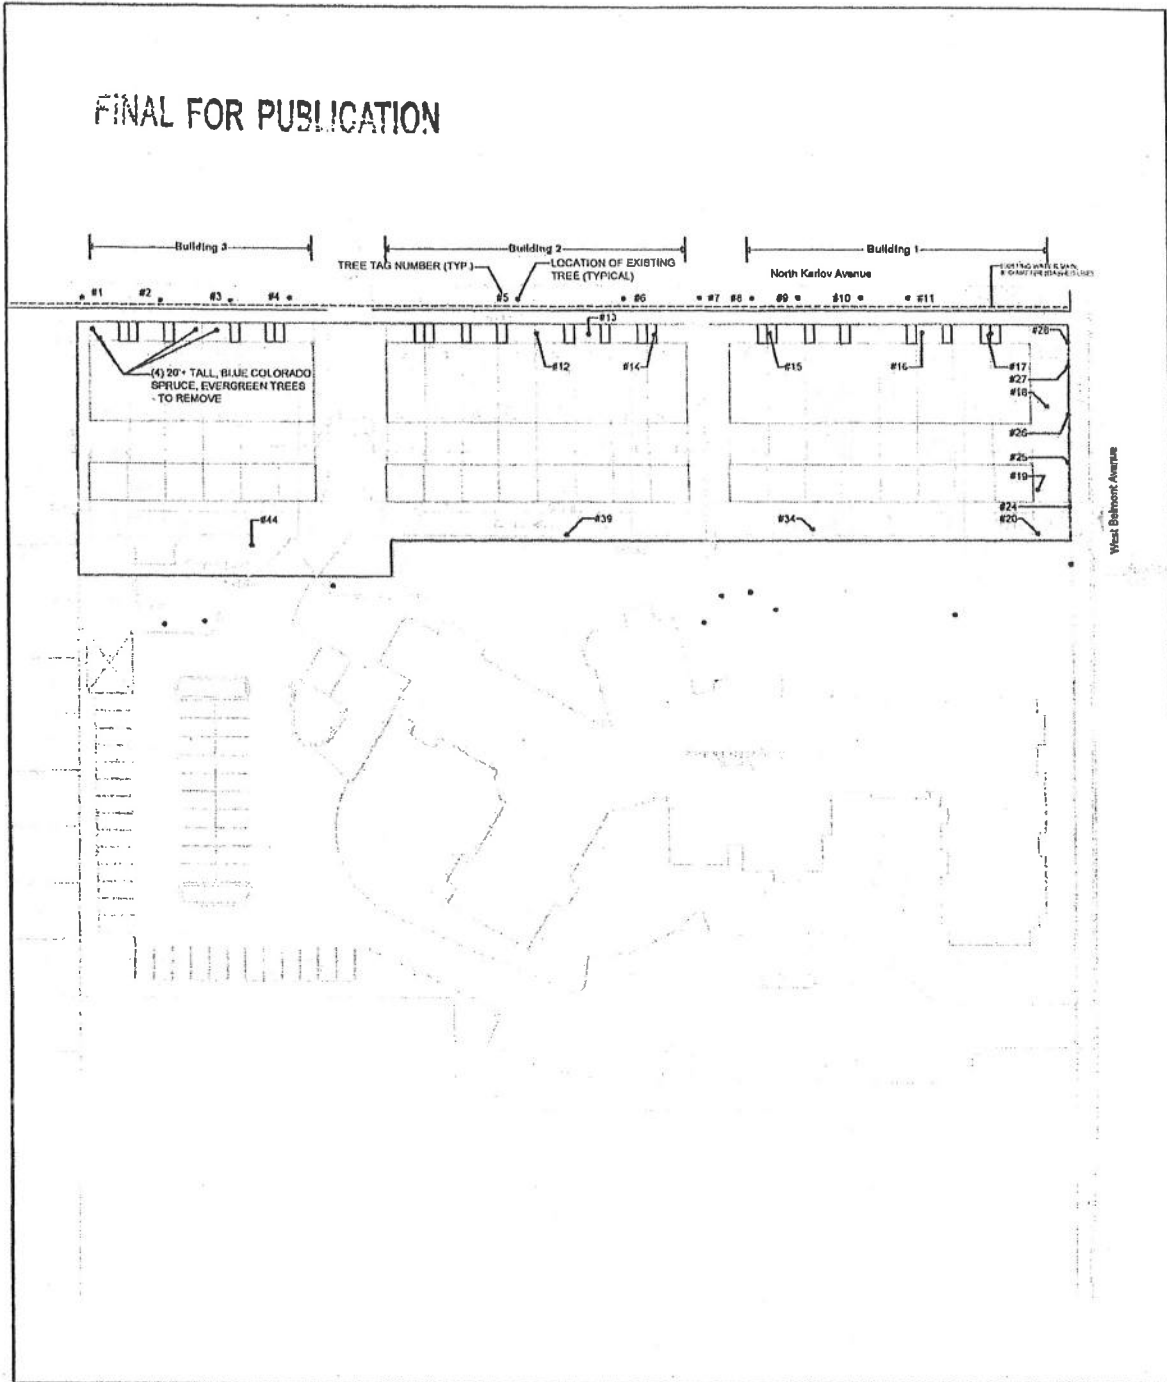 FINAL FOR PUBLICATION
Building 3
Building 2
Building 1
TREE TAG NUMBER (TYP.)
LOCATION OF EXISTING
TREE (TYPICAL)
North Karlov Avenue
#1
#2
#3
#4
#5
#6
#7
#8
#9
#10
#11
#13
#12
#14
#15
#16
#17
#28
#27
#18
#26
#25
#19
#24
#20
(4) 20'+ TALL, BLUE COLORADO
SPRUCE, EVERGREEN TREES
- TO REMOVE
#44
#39
#34
West Belmont Avenue